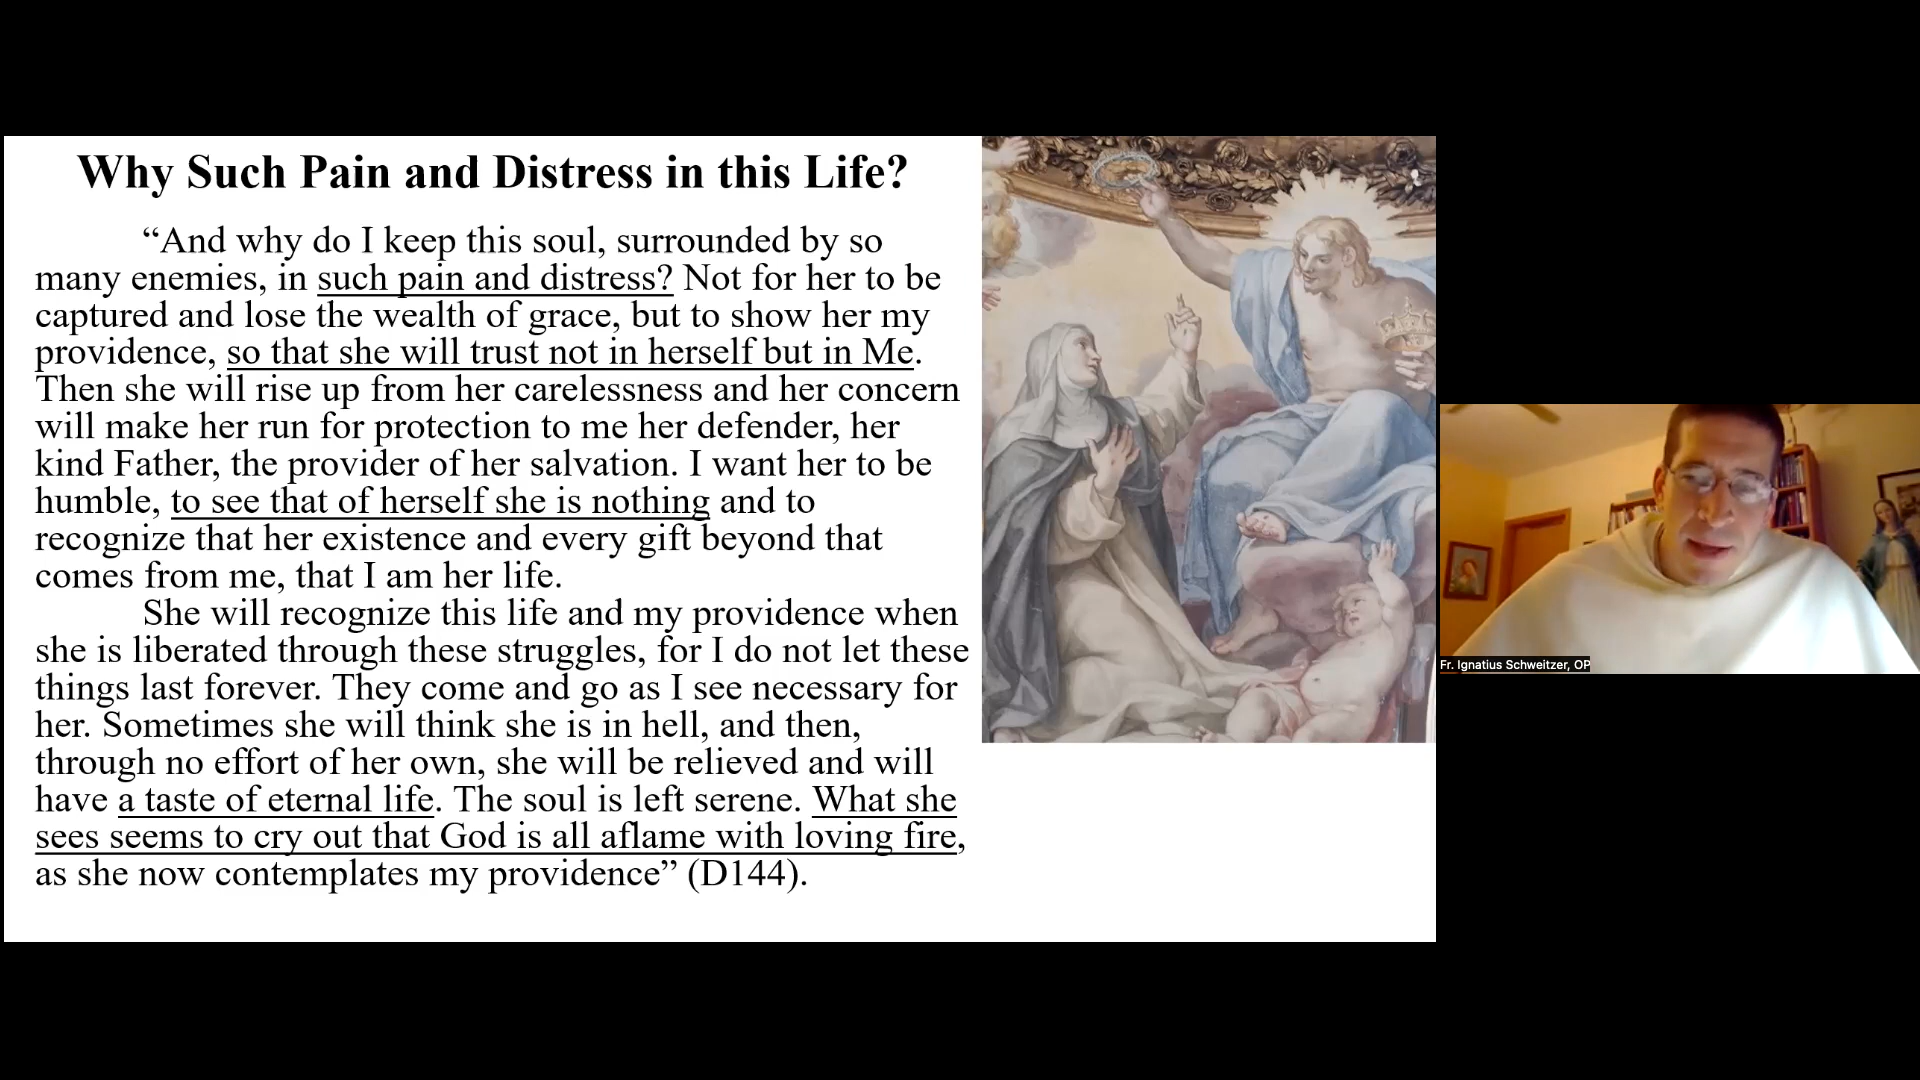 Why Such Pain and Distress in this Life?
“And why do I keep this soul, surrounded by so
many enemies, in such pain and distress? Not for her to be
captured and lose the wealth of grace, but to show her my
providence, so that she will trust not in herself but in Me.
Then she will rise up from her carelessness and her concern
will make her run for protection to me her defender, her
kind Father, the provider of her salvation. I want her to be
humble, to see that of herself she is nothing and to
recognize that her existence and every gift beyond that
comes from me, that I am her life.
She will recognize this life and my providence when
she is liberated through these struggles, for I do not let these
things last forever. They come and go as I see necessary for
her. Sometimes she will think she is in hell, and then,
through no effort of her own, she will be relieved and will
have a taste of eternal life. The soul is left serene. What she
sees seems to cry out that God is all aflame with loving fire,
as she now contemplates my providence” (D144).
Fr. Ignatius Schweitzer, OP